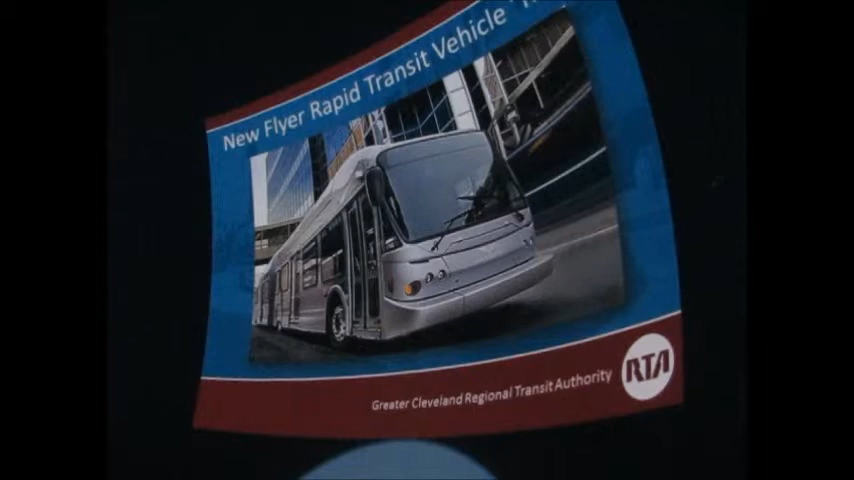 New Flyer Rapid Transit Vehicle
Greater Cleveland Regional Transit Authority
RTA